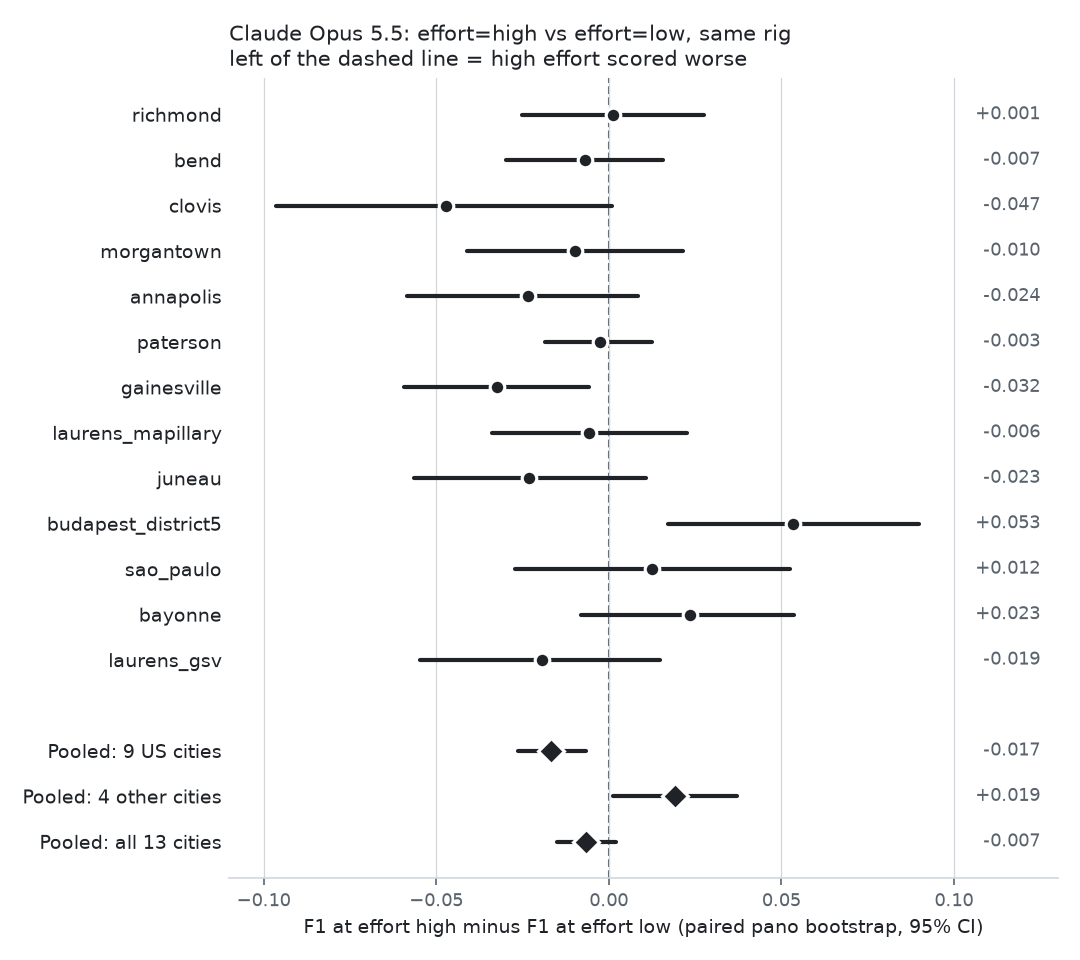 Claude Opus 5.5: effort=high vs effort=low, same rig
left of the dashed line = high effort scored worse
richmond +0.001
bend -0.007
clovis -0.047
morgantown -0.010
annapolis -0.024
paterson -0.003
gainesville -0.032
laurens_mapillary -0.006
juneau -0.023
budapest_district5 +0.053
sao_paulo +0.012
bayonne +0.023
laurens_gsv -0.019
Pooled: 9 US cities -0.017
Pooled: 4 other cities +0.019
Pooled: all 13 cities -0.007
−0.10 −0.05 0.00 0.05 0.10
F1 at effort high minus F1 at effort low (paired pano bootstrap, 95% CI)